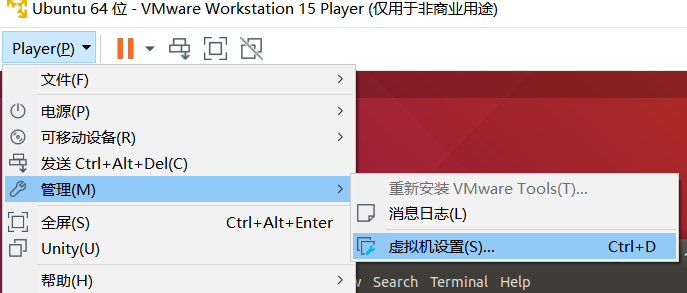 Ubuntu 64 位 - VMware Workstation 15 Player (仅用于非商业用途)
Player(P)
文件(F)
电源(P)
可移动设备(R)
发送 Ctrl+Alt+Del(C)
管理(M)
重新安装 VMware Tools(T)...
消息日志(L)
全屏(S) Ctrl+Alt+Enter
虚拟机设置(S)... Ctrl+D
Unity(U)
帮助(H)
Search Terminal Help